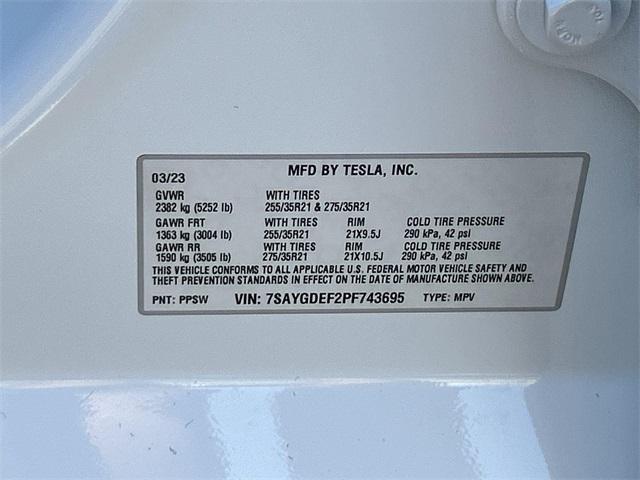 03/23 MFD BY TESLA, INC.
GVWR WITH TIRES
2382 kg (5252 lb) 255/35R21 & 275/35R21
GAWR FRT WITH TIRES RIM COLD TIRE PRESSURE
1363 kg (3004 lb) 255/35R21 21X9.5J 290 kPa, 42 psi
GAWR RR WITH TIRES RIM COLD TIRE PRESSURE
1590 kg (3505 lb) 275/35R21 21X10.5J 290 kPa, 42 psi
THIS VEHICLE CONFORMS TO ALL APPLICABLE U.S. FEDERAL MOTOR VEHICLE SAFETY AND
THEFT PREVENTION STANDARDS IN EFFECT ON THE DATE OF MANUFACTURE SHOWN ABOVE.
PNT: PPSW VIN: 7SAYGDEF2PF743695 TYPE: MPV